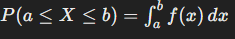 P(a ≤ X ≤ b) = ∫_a^b f(x) dx